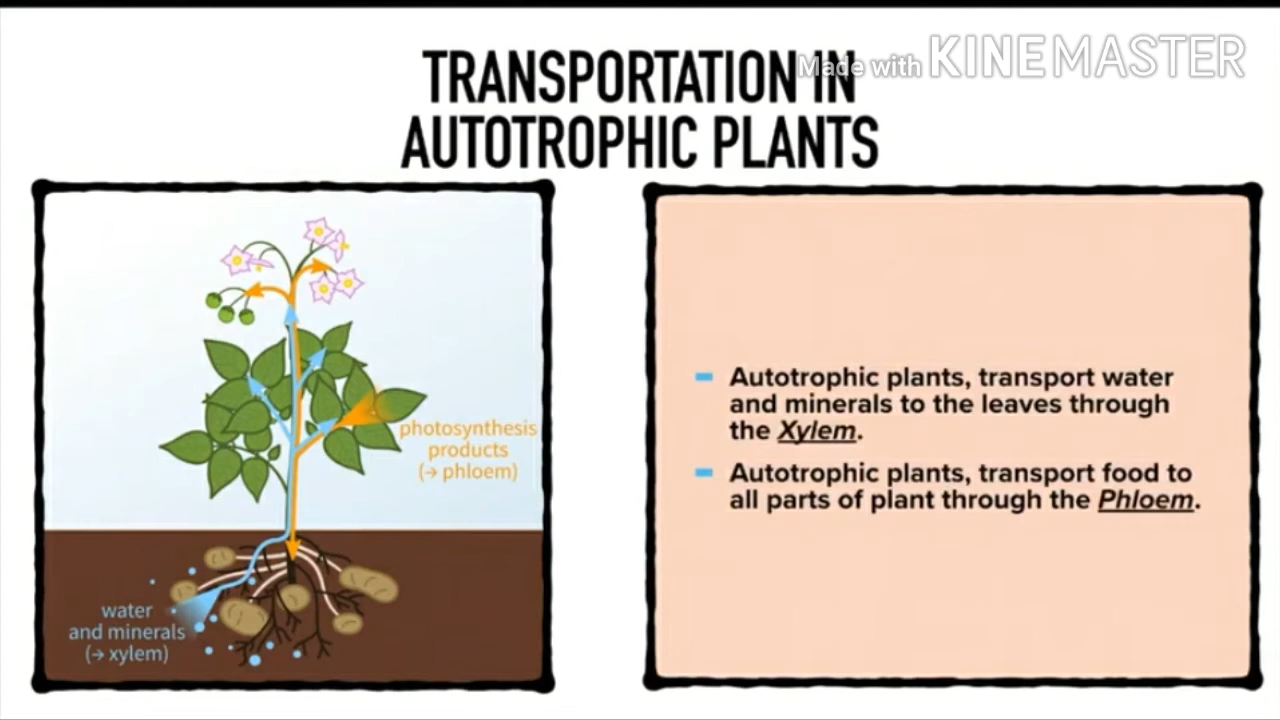 TRANSPORTATION IN
AUTOTROPHIC PLANTS
Made with KINEMASTER
photosynthesis
products
(→ phloem)
water
and minerals
(→ xylem)
Autotrophic plants, transport water
and minerals to the leaves through
the Xylem.
Autotrophic plants, transport food to
all parts of plant through the Phloem.